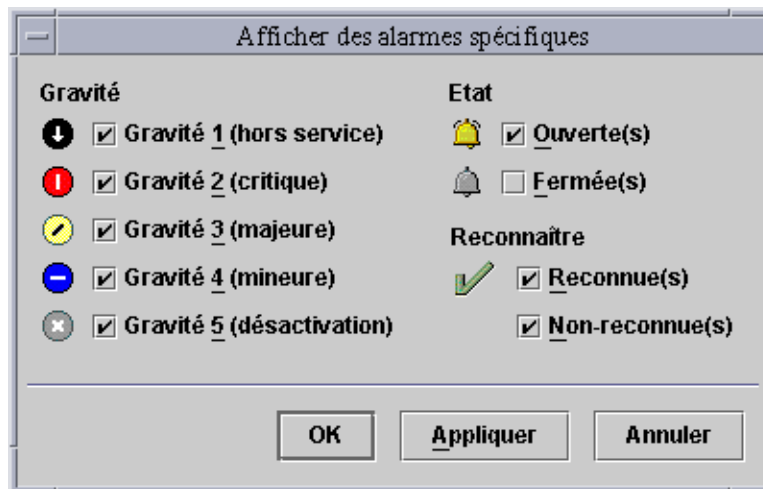 Afficher des alarmes spécifiques
Gravité
Gravité 1 (hors service)
Gravité 2 (critique)
Gravité 3 (majeure)
Gravité 4 (mineure)
Gravité 5 (désactivation)
Etat
Ouverte(s)
Fermée(s)
Reconnaître
Reconnue(s)
Non-reconnue(s)
OK
Appliquer
Annuler